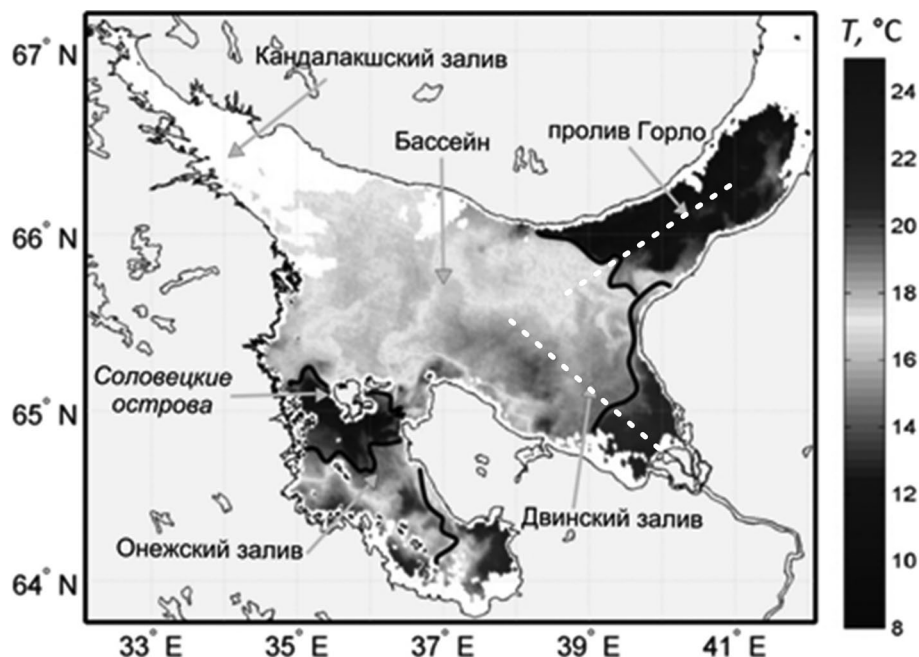 T, °C
67° N
Кандалакшский залив
Бассейн
пролив Горло
66° N
Соловецкие
острова
65° N
Двинский залив
Онежский залив
64° N
33° E
35° E
37° E
39° E
41° E
24
22
20
18
16
14
12
10
8